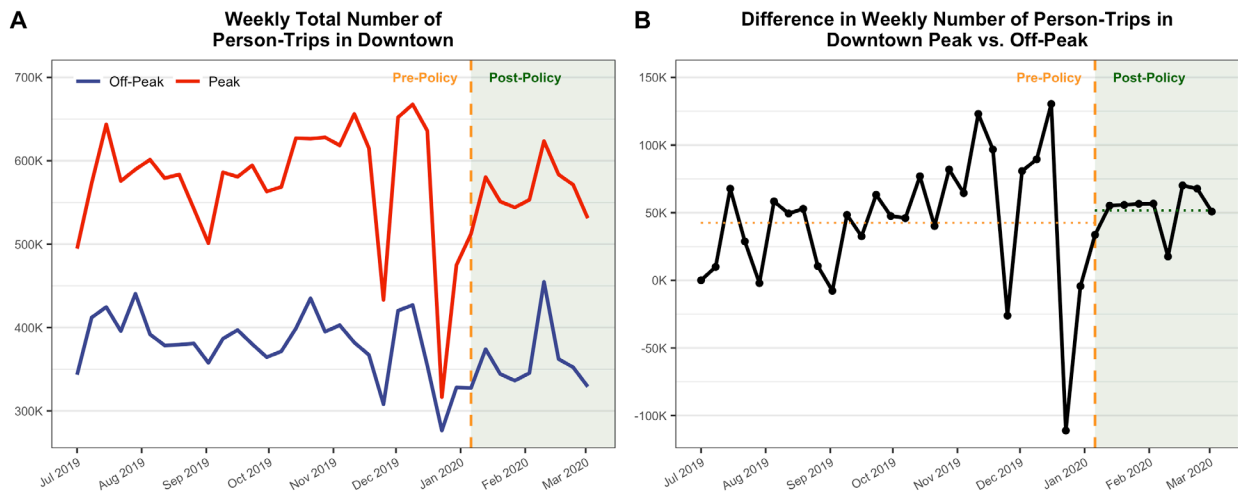 A
Weekly Total Number of
Person-Trips in Downtown
700K
600K
500K
400K
300K
Off-Peak
Peak
Pre-Policy
Post-Policy
Jul 2019
Aug 2019
Sep 2019
Oct 2019
Nov 2019
Dec 2019
Jan 2020
Feb 2020
Mar 2020
B
Difference in Weekly Number of Person-Trips in
Downtown Peak vs. Off-Peak
150K
100K
50K
0K
-50K
-100K
Pre-Policy
Post-Policy
Jul 2019
Aug 2019
Sep 2019
Oct 2019
Nov 2019
Dec 2019
Jan 2020
Feb 2020
Mar 2020